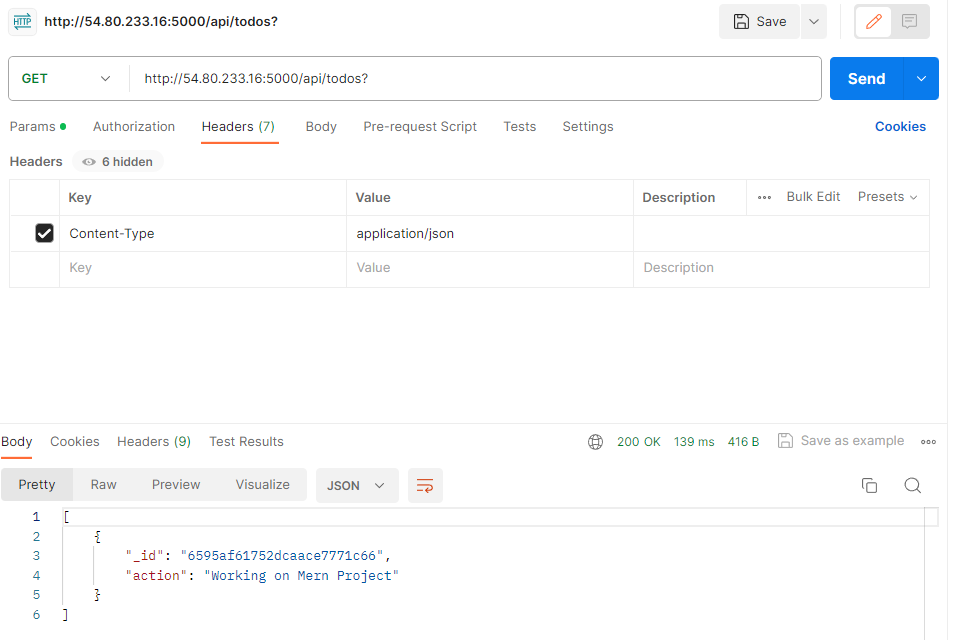 HTTP http://54.80.233.16:5000/api/todos? Save
GET http://54.80.233.16:5000/api/todos? Send
Params Authorization Headers (7) Body Pre-request Script Tests Settings Cookies
Headers 6 hidden
Key Value Description Bulk Edit Presets
Content-Type application/json
Key Value Description
Body Cookies Headers (9) Test Results 200 OK 139 ms 416 B Save as example
Pretty Raw Preview Visualize JSON
1 [
2 {
3 "_id": "6595af61752dcaace7771c66",
4 "action": "Working on Mern Project"
5 }
6 ]